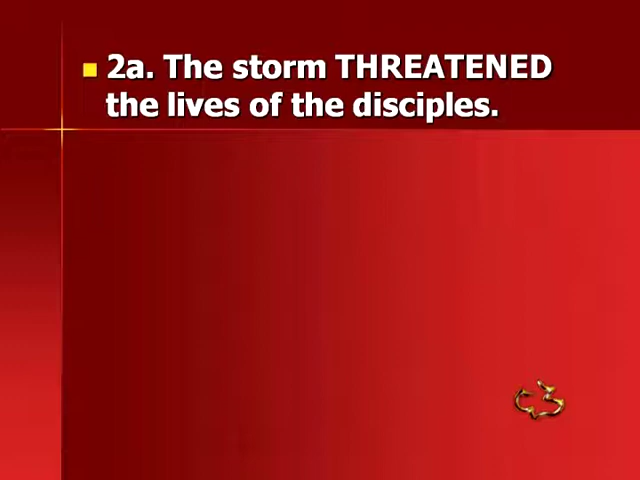 2a. The storm THREATENED
the lives of the disciples.